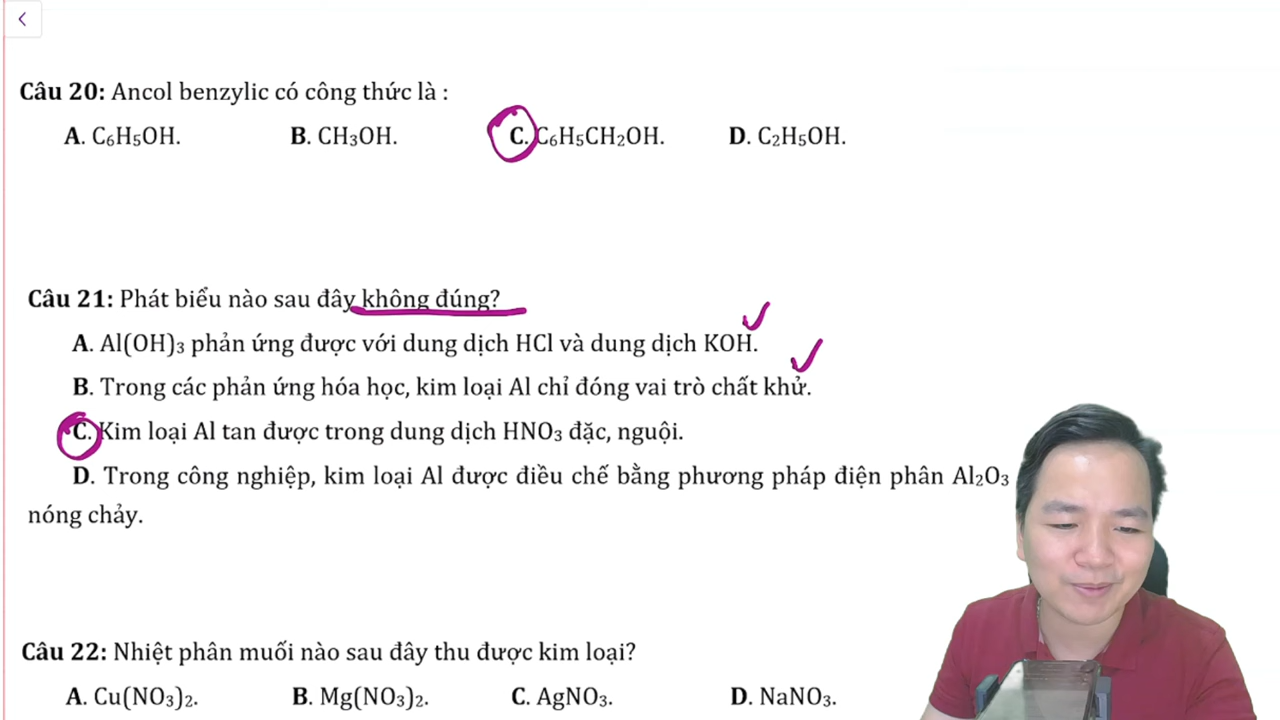 Câu 20: Ancol benzylic có công thức là :
A. C₆H₅OH. B. CH₃OH. C. C₆H₅CH₂OH. D. C₂H₅OH.
Câu 21: Phát biểu nào sau đây không đúng?
A. Al(OH)₃ phản ứng được với dung dịch HCl và dung dịch KOH.
B. Trong các phản ứng hóa học, kim loại Al chỉ đóng vai trò chất khử.
C. Kim loại Al tan được trong dung dịch HNO₃ đặc, nguội.
D. Trong công nghiệp, kim loại Al được điều chế bằng phương pháp điện phân Al₂O₃
nóng chảy.
Câu 22: Nhiệt phân muối nào sau đây thu được kim loại?
A. Cu(NO₃)₂. B. Mg(NO₃)₂. C. AgNO₃. D. NaNO₃.